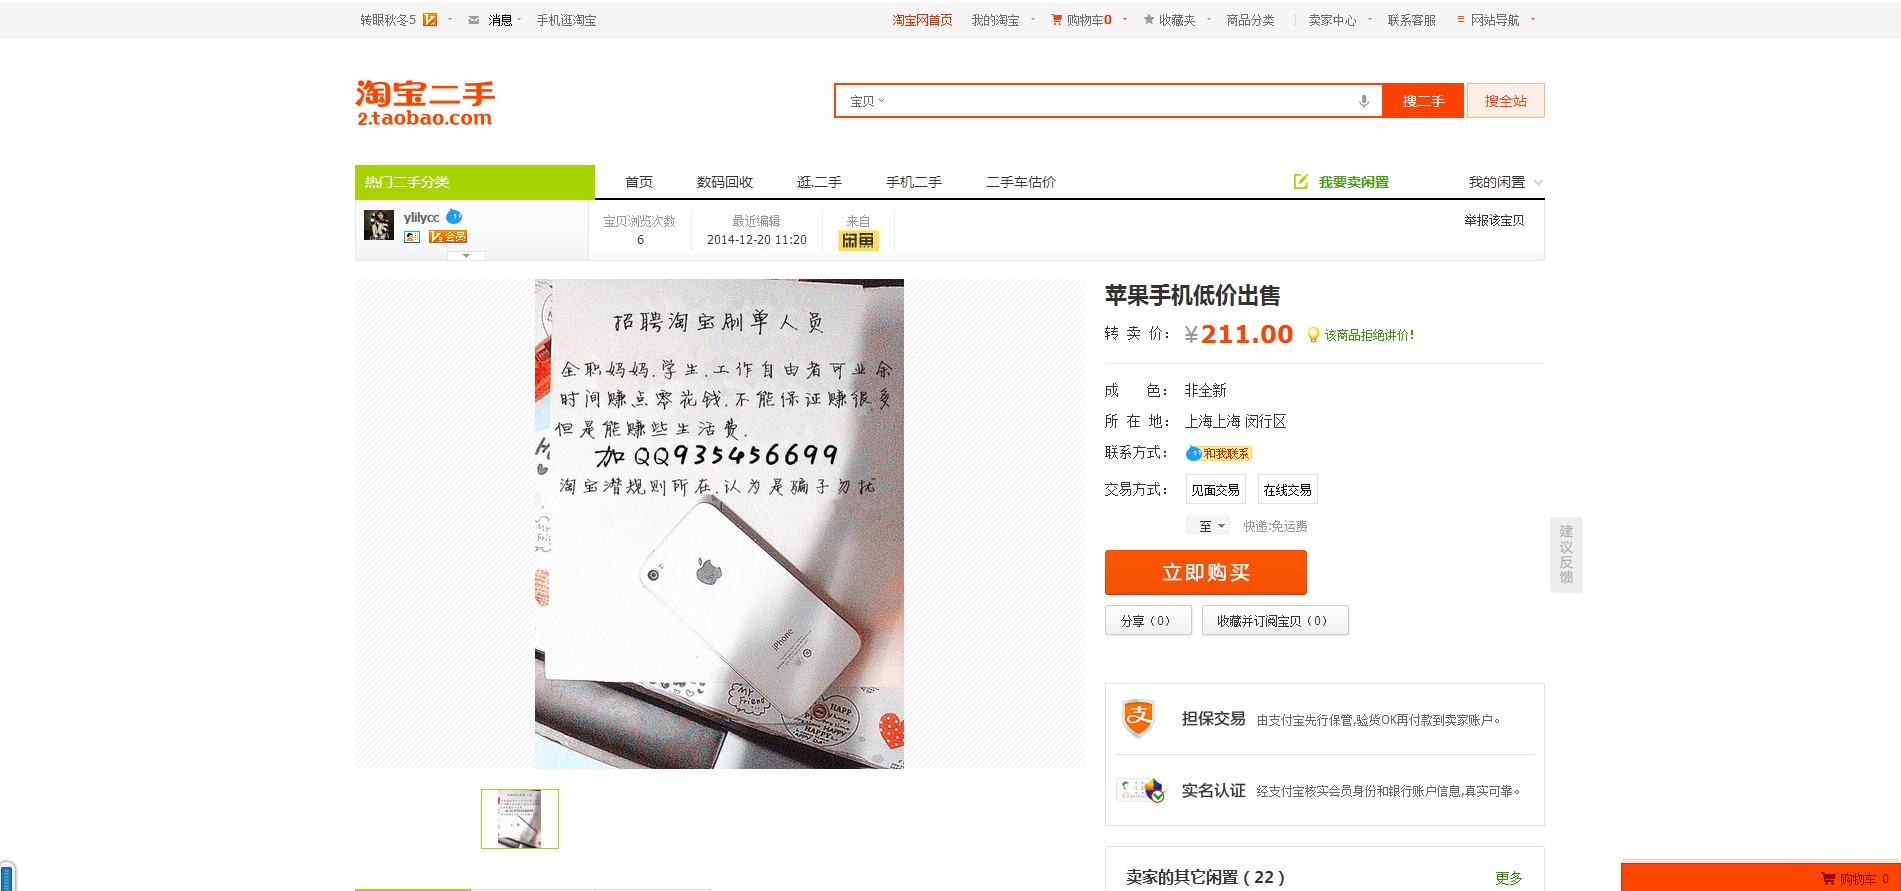 转眼秋冬5
消息
手机逛淘宝
淘宝网首页
我的淘宝
购物车0
收藏夹
商品分类
卖家中心
联系客服
网站导航
淘宝二手
2.taobao.com
宝贝
搜二手
搜全站
热门二手分类
首页
数码回收
逛.二手
手机二手
二手车估价
我要卖闲置
我的闲置
ylilycc
会员
宝贝浏览次数
6
最近编辑
2014-12-20 11:20
来自
闲鱼
举报该宝贝
招聘淘宝刷单人员
全职妈妈.学生.工作自由者可业余
时间赚点零花钱.不能保证赚很多
但是能赚些生活费.
加QQ935456699
淘宝潜规则所在.认为是骗子勿扰
iPhone
My
Friend
HAPP
HAPPY
HAPPY
苹果手机低价出售
转 卖 价： ¥211.00 该商品拒绝讲价!
成 色： 非全新
所 在 地： 上海上海 闵行区
联系方式： 和我联系
交易方式： 见面交易 在线交易
至 快递:免运费
立即购买
分享（0） 收藏并订阅宝贝（0）
建议反馈
支
担保交易 由支付宝先行保管,验货OK再付款到卖家账户。
实名认证 经支付宝核实会员身份和银行账户信息,真实可靠。
卖家的其它闲置 ( 22 ) 更多
购物车 0